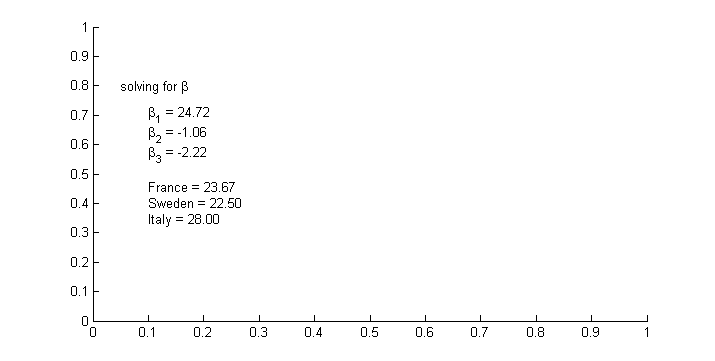 1
0.9
0.8
solving for β
0.7
β1 = 24.72
β2 = -1.06
0.6
β3 = -2.22
0.5
France = 23.67
0.4
Sweden = 22.50
Italy = 28.00
0.3
0.2
0.1
0
0 0.1 0.2 0.3 0.4 0.5 0.6 0.7 0.8 0.9 1